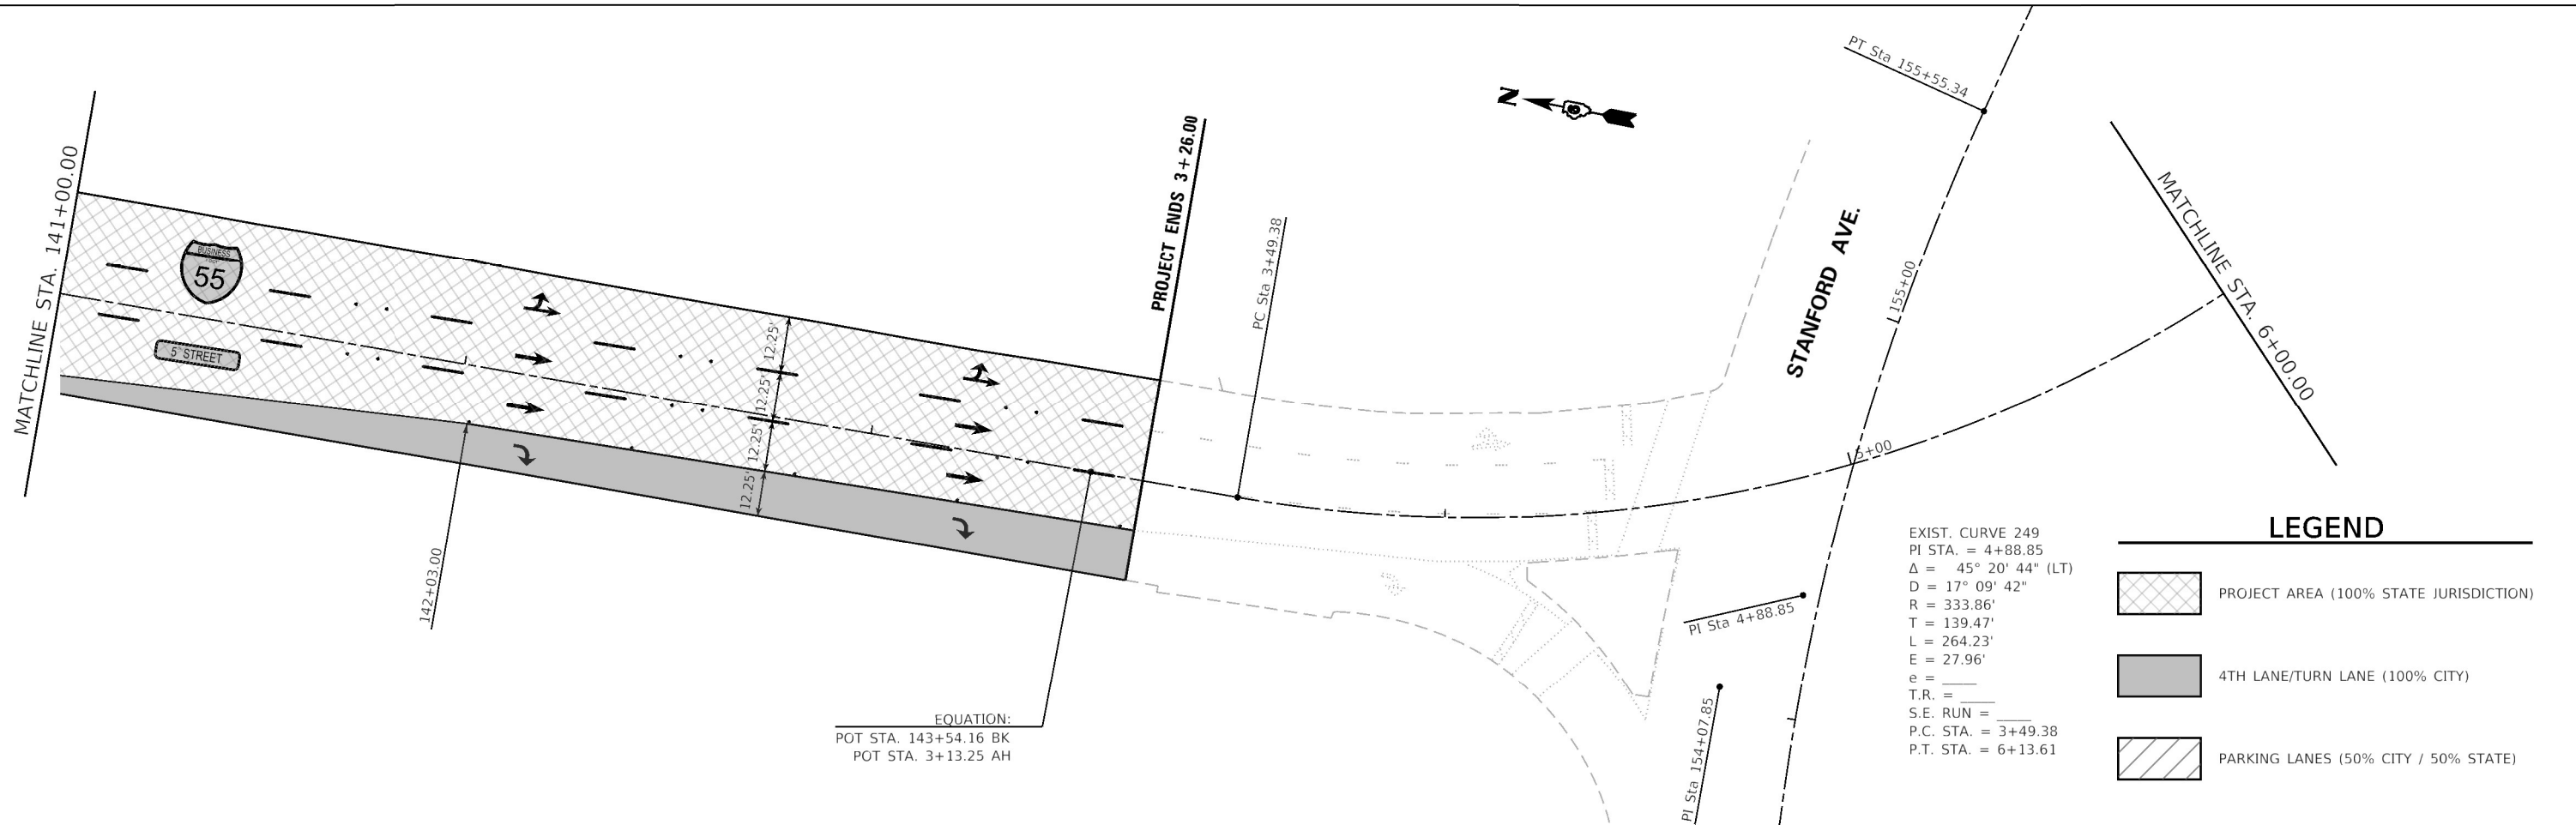 MATCHLINE STA. 141+00.00
BUSINESS
55
5TH STREET
142+03.00
12.25'
12.25'
12.25'
12.25'
EQUATION:
POT STA. 143+54.16 BK
POT STA. 3+13.25 AH
PROJECT ENDS 3+26.00
PC Sta 3+49.38
N
STANFORD AVE.
PT Sta 155+55.34
155+00
5+00
MATCHLINE STA. 6+00.00
PI Sta 4+88.85
PI Sta 154+07.85
EXIST. CURVE 249
PI STA. = 4+88.85
Δ = 45° 20' 44" (LT)
D = 17° 09' 42"
R = 333.86'
T = 139.47'
L = 264.23'
E = 27.96'
e = ____
T.R. = ____
S.E. RUN = ____
P.C. STA. = 3+49.38
P.T. STA. = 6+13.61
LEGEND
PROJECT AREA (100% STATE JURISDICTION)
4TH LANE/TURN LANE (100% CITY)
PARKING LANES (50% CITY / 50% STATE)